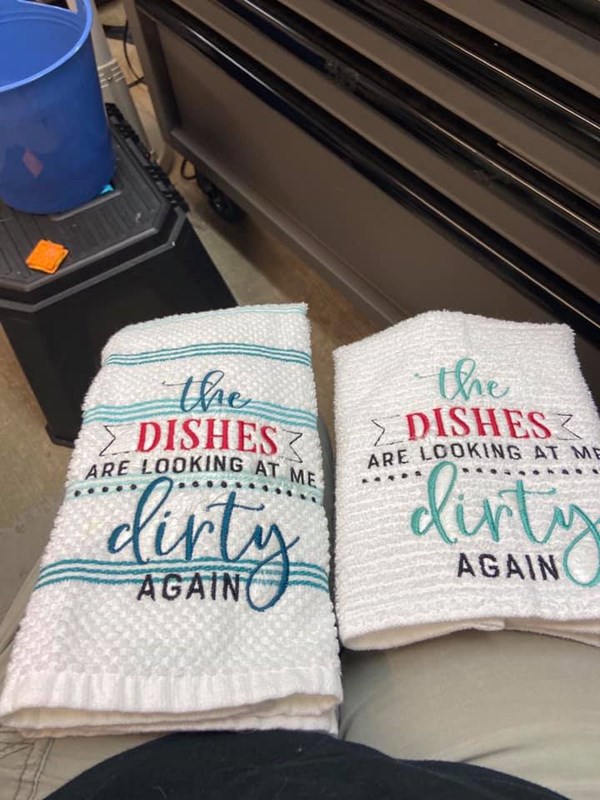 the
DISHES
ARE LOOKING AT ME
dirty
AGAIN
the
DISHES
ARE LOOKING AT ME
dirty
AGAIN